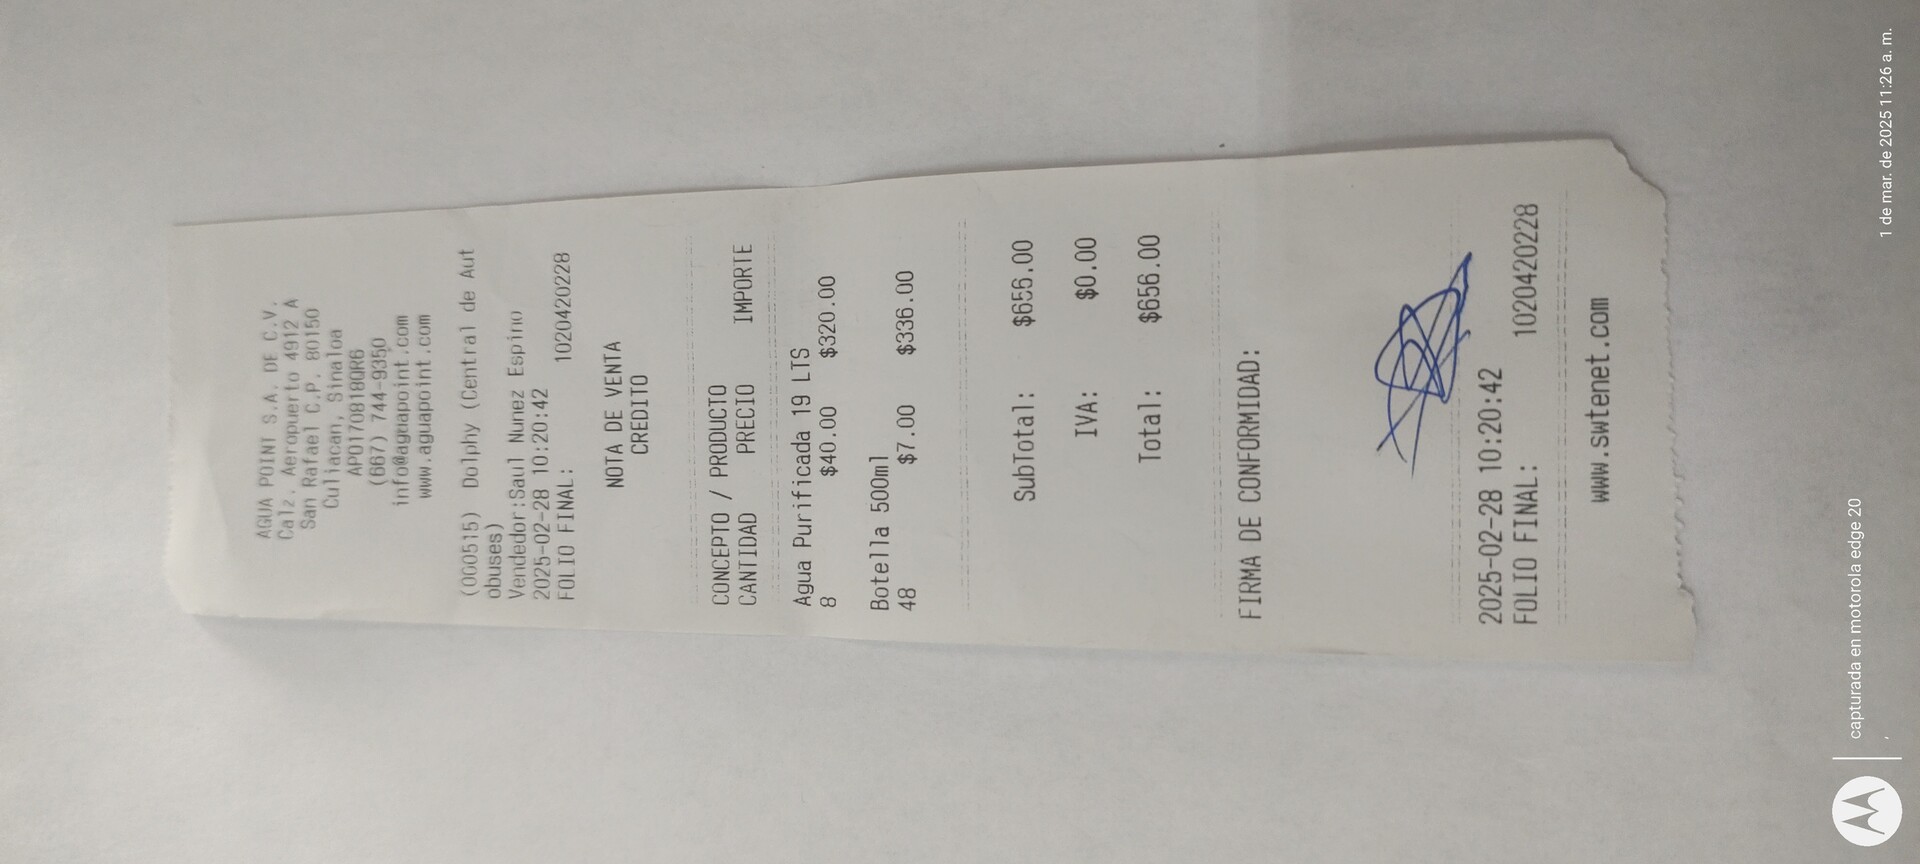 AGUA POINT S.A. DE C.V.
Calz. Aeropuerto 4912 A
San Rafael C.P. 80150
Culiacan, Sinaloa
APO170818QR6
(667) 744-9350
info@aguapoint.com
www.aguapoint.com
(000515) Dolphy (Central de Aut
obuses)
Vendedor:Saul Nunez Espino
2025-02-28 10:20:42
FOLIO FINAL: 1020420228
NOTA DE VENTA
CREDITO
CONCEPTO / PRODUCTO
CANTIDAD PRECIO IMPORTE
Agua Purificada 19 LTS
8 $40.00 $320.00
Botella 500ml
48 $7.00 $336.00
SubTotal: $656.00
IVA: $0.00
Total: $656.00
FIRMA DE CONFORMIDAD:
2025-02-28 10:20:42
FOLIO FINAL: 1020420228
www.swtenet.com
capturada en motorola edge 20
,
1 de mar. de 2025 11:26 a. m.